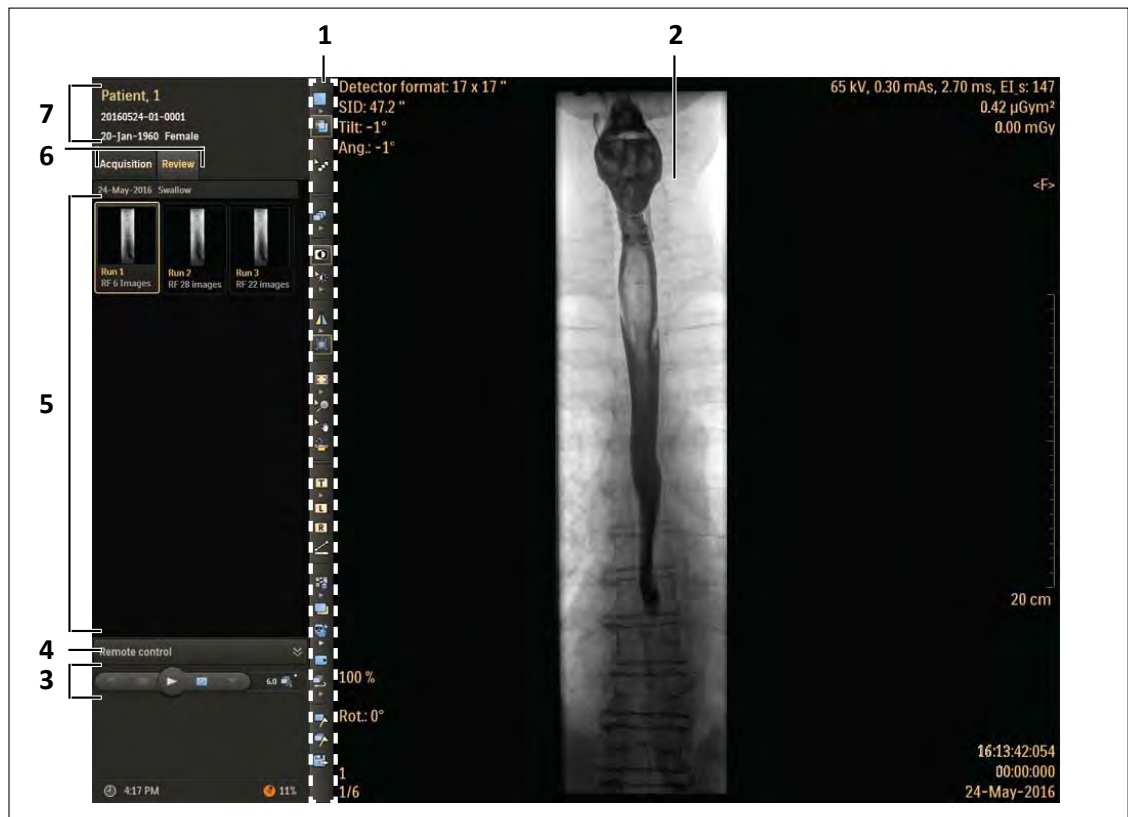 1
2
7
6
5
4
3
Patient, 1
20160524-01-0001
20-Jan-1960 Female
Acquisition Review
24-May-2016 Swallow
Run 1
RF 6 Images
Run 2
RF 28 images
Run 3
RF 22 images
Remote control
6.0
4:17 PM
11%
T
L
R
Detector format: 17 x 17 "
SID: 47.2 "
Tilt: -1°
Ang.: -1°
65 kV, 0.30 mAs, 2.70 ms, EI_s: 147
0.42 µGym²
0.00 mGy
<F>
20 cm
100 %
Rot.: 0°
1
1/6
16:13:42:054
00:00:000
24-May-2016